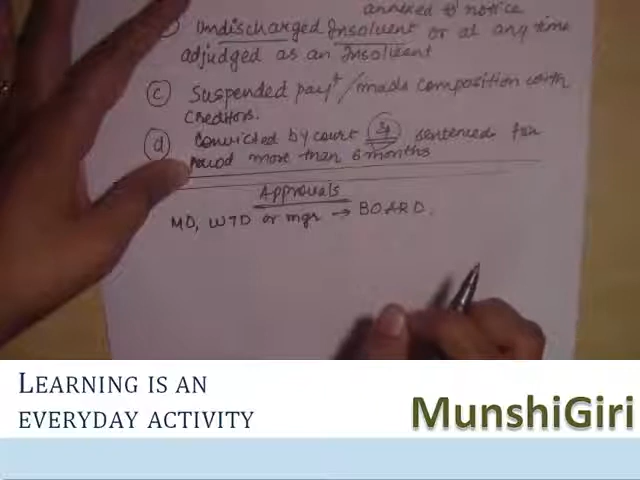 annexed to notice
Undischarged Insolvent or at any time
adjudged as an Insolvent
(c) Suspended payt/made composition with
creditors.
(d) Convicted by court & sentenced for
period more than 6 months
Approvals
MD, WTD or mgr → BOARD.
LEARNING IS AN
EVERYDAY ACTIVITY
MunshiGiri